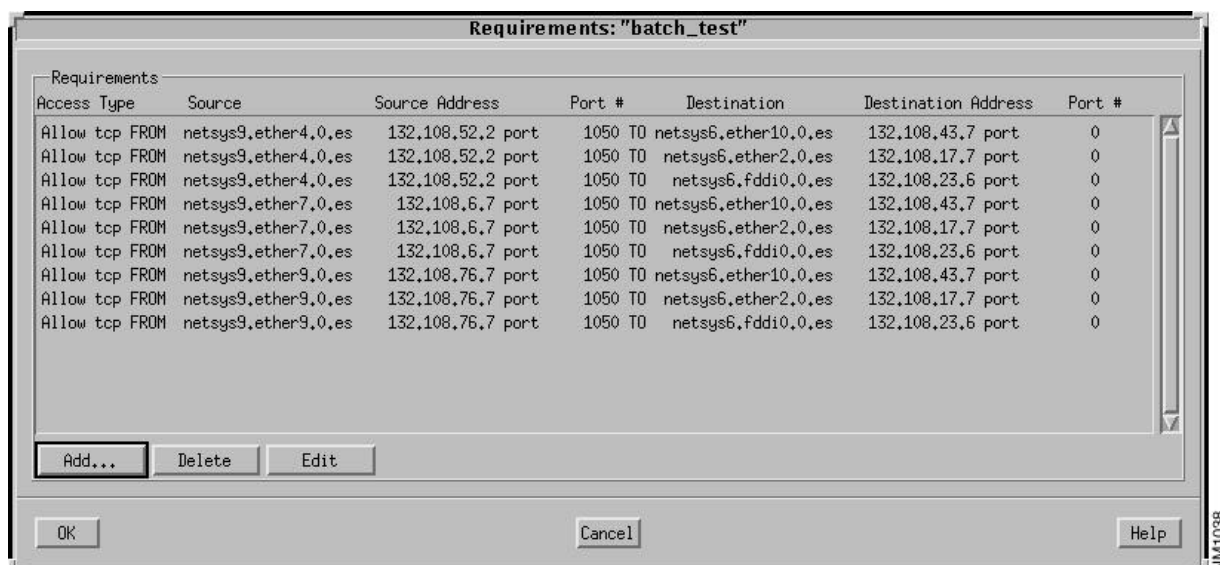 Requirements: "batch_test"
Requirements
Access Type Source Source Address Port # Destination Destination Address Port #
Allow tcp FROM netsys9.ether4.0.es 132.108.52.2 port 1050 TO netsys6.ether10.0.es 132.108.43.7 port 0
Allow tcp FROM netsys9.ether4.0.es 132.108.52.2 port 1050 TO netsys6.ether2.0.es 132.108.17.7 port 0
Allow tcp FROM netsys9.ether4.0.es 132.108.52.2 port 1050 TO netsys6.fddi0.0.es 132.108.23.6 port 0
Allow tcp FROM netsys9.ether7.0.es 132.108.6.7 port 1050 TO netsys6.ether10.0.es 132.108.43.7 port 0
Allow tcp FROM netsys9.ether7.0.es 132.108.6.7 port 1050 TO netsys6.ether2.0.es 132.108.17.7 port 0
Allow tcp FROM netsys9.ether7.0.es 132.108.6.7 port 1050 TO netsys6.fddi0.0.es 132.108.23.6 port 0
Allow tcp FROM netsys9.ether9.0.es 132.108.76.7 port 1050 TO netsys6.ether10.0.es 132.108.43.7 port 0
Allow tcp FROM netsys9.ether9.0.es 132.108.76.7 port 1050 TO netsys6.ether2.0.es 132.108.17.7 port 0
Allow tcp FROM netsys9.ether9.0.es 132.108.76.7 port 1050 TO netsys6.fddi0.0.es 132.108.23.6 port 0
Add... Delete Edit
OK Cancel Help